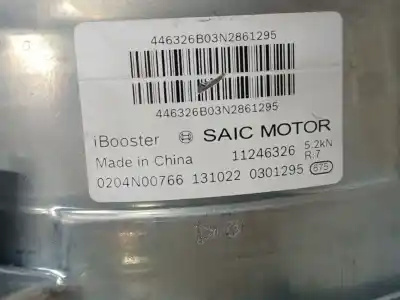 446326B03N2861295
446326B03N2861295
iBooster SAIC MOTOR
Made in China 11246326 5.2kN
R:7
0204N00766 131022 0301295 675